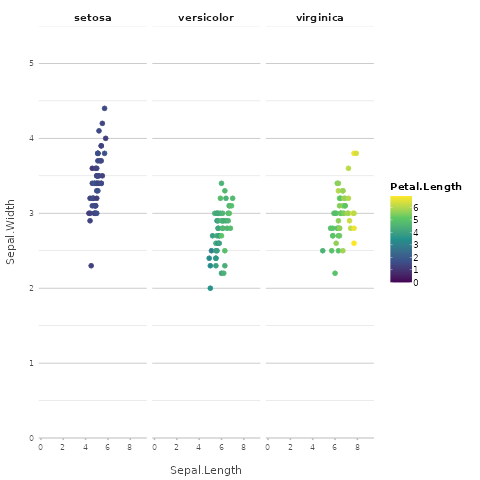 setosa
versicolor
virginica
5
4
3
2
1
0
Sepal.Width
0 2 4 6 8
0 2 4 6 8
0 2 4 6 8
Sepal.Length
Petal.Length
6
5
4
3
2
1
0